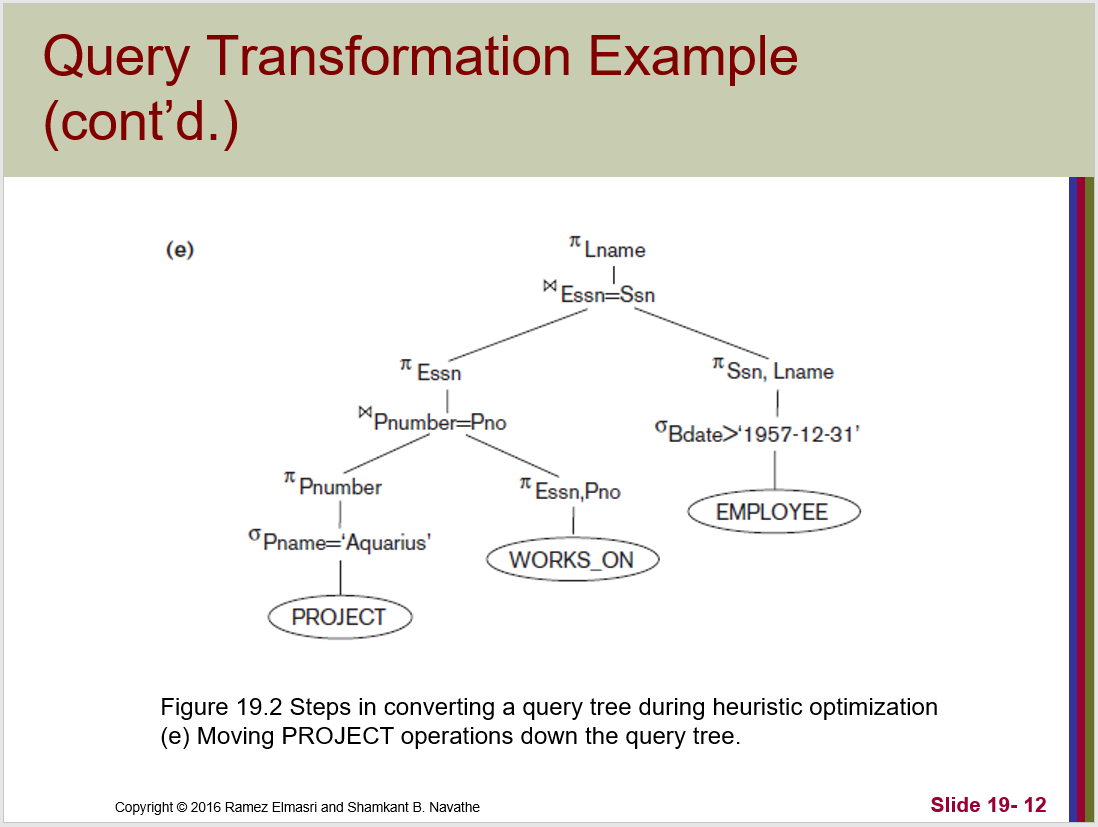 Query Transformation Example
(cont’d.)
(e)
π Lname
⋈ Essn=Ssn
π Essn
π Ssn, Lname
⋈ Pnumber=Pno
σ Bdate>‘1957-12-31’
π Pnumber
π Essn,Pno
EMPLOYEE
σ Pname=‘Aquarius’
WORKS_ON
PROJECT
Figure 19.2 Steps in converting a query tree during heuristic optimization
(e) Moving PROJECT operations down the query tree.
Copyright © 2016 Ramez Elmasri and Shamkant B. Navathe
Slide 19- 12